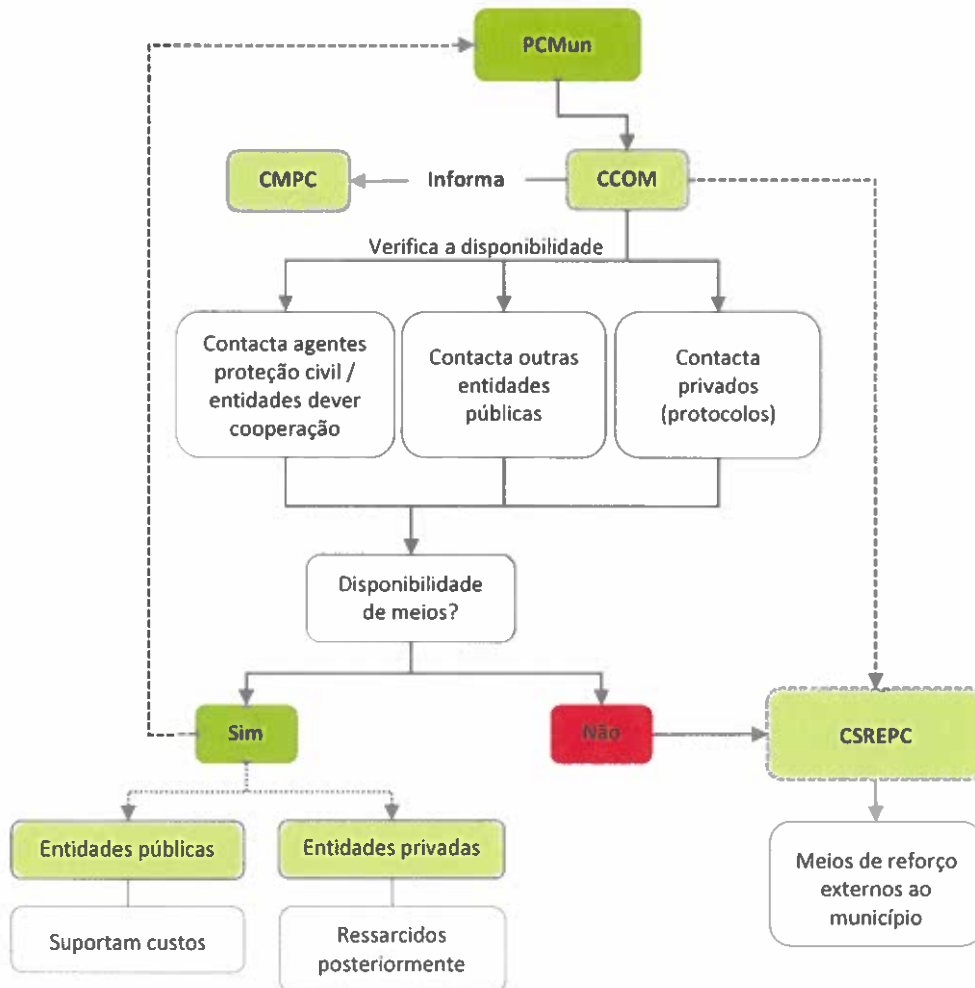 PCMun
CMPC
Informa
CCOM
Verifica a disponibilidade
Contacta agentes
proteção civil /
entidades dever
cooperação
Contacta outras
entidades
públicas
Contacta
privados
(protocolos)
Disponibilidade
de meios?
Sim
Não
CSREPC
Entidades públicas
Entidades privadas
Meios de reforço
externos ao
município
Suportam custos
Ressarcidos
posteriormente